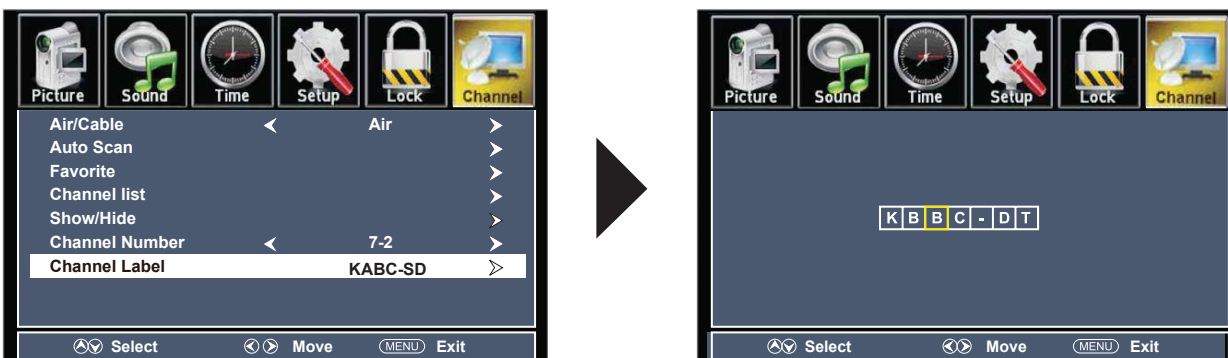 Picture Sound Time Setup Lock Channel
Air/Cable Air
Auto Scan
Favorite
Channel list
Show/Hide
Channel Number 7-2
Channel Label KABC-SD
Select Move MENU Exit
Picture Sound Time Setup Lock Channel
KBBC-DT
Select Move MENU Exit